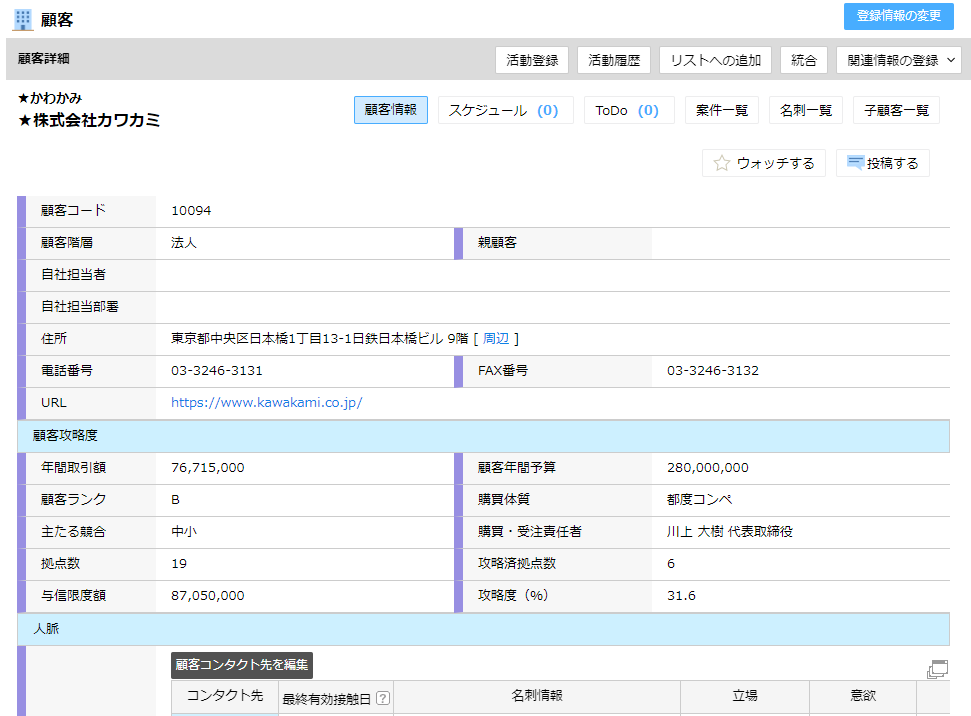 顧客
登録情報の変更
顧客詳細
活動登録 活動履歴 リストへの追加 統合 関連情報の登録
★かわかみ
★株式会社カワカミ
顧客情報 スケジュール (0) ToDo (0) 案件一覧 名刺一覧 子顧客一覧
ウォッチする 投稿する
顧客コード 10094
顧客階層 法人 親顧客
自社担当者
自社担当部署
住所 東京都中央区日本橋1丁目13-1日鉄日本橋ビル 9階 [ 周辺 ]
電話番号 03-3246-3131 FAX番号 03-3246-3132
URL https://www.kawakami.co.jp/
顧客攻略度
年間取引額 76,715,000 顧客年間予算 280,000,000
顧客ランク B 購買体質 都度コンペ
主たる競合 中小 購買・受注責任者 川上 大樹 代表取締役
拠点数 19 攻略済拠点数 6
与信限度額 87,050,000 攻略度（%） 31.6
人脈
顧客コンタクト先を編集
コンタクト先 最終有効接触日 ? 名刺情報 立場 意欲